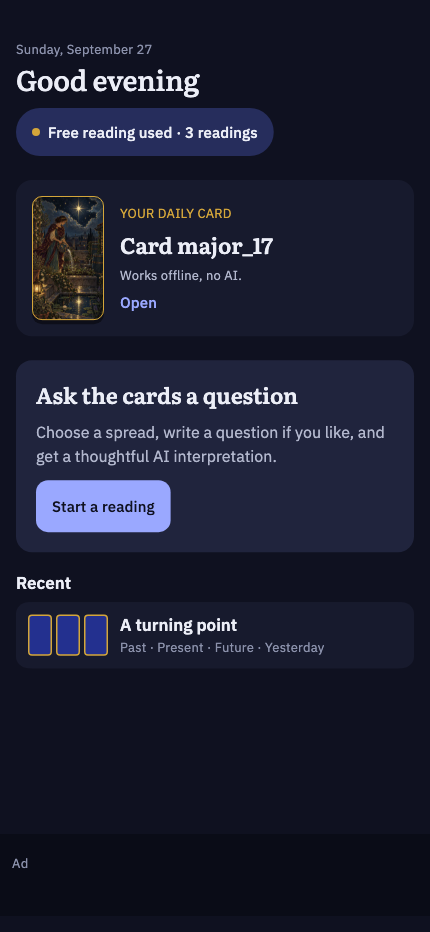 Sunday, September 27
Good evening
Free reading used · 3 readings
YOUR DAILY CARD
Card major_17
Works offline, no AI.
Open
Ask the cards a question
Choose a spread, write a question if you like, and
get a thoughtful AI interpretation.
Start a reading
Recent
A turning point
Past · Present · Future · Yesterday
Ad